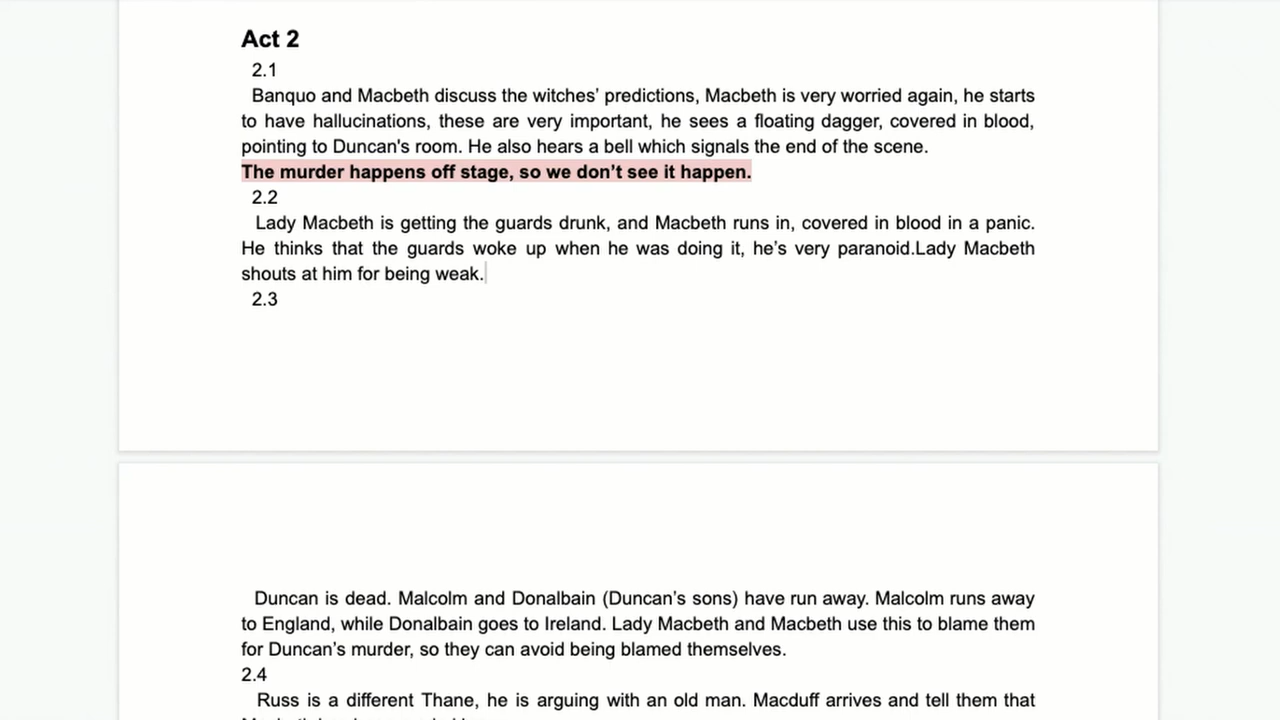 Act 2
2.1
Banquo and Macbeth discuss the witches’ predictions, Macbeth is very worried again, he starts
to have hallucinations, these are very important, he sees a floating dagger, covered in blood,
pointing to Duncan's room. He also hears a bell which signals the end of the scene.
The murder happens off stage, so we don’t see it happen.
2.2
Lady Macbeth is getting the guards drunk, and Macbeth runs in, covered in blood in a panic.
He thinks that the guards woke up when he was doing it, he’s very paranoid.Lady Macbeth
shouts at him for being weak.
2.3
Duncan is dead. Malcolm and Donalbain (Duncan’s sons) have run away. Malcolm runs away
to England, while Donalbain goes to Ireland. Lady Macbeth and Macbeth use this to blame them
for Duncan’s murder, so they can avoid being blamed themselves.
2.4
Russ is a different Thane, he is arguing with an old man. Macduff arrives and tell them that